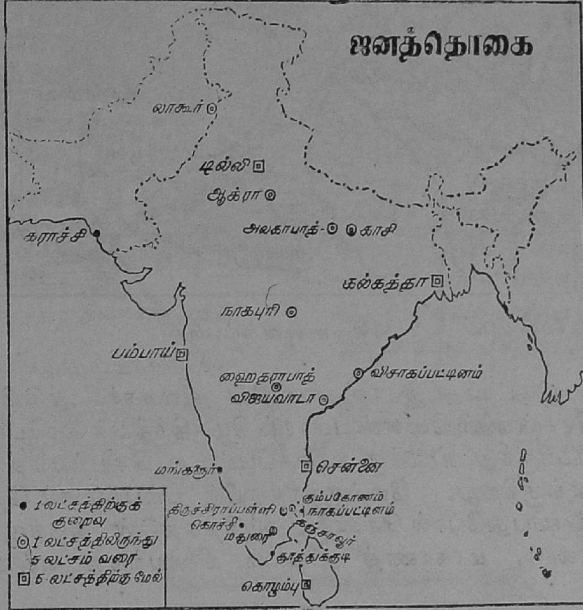 ஜனத்தொகை
லாகூர்
டில்லி
ஆக்ரா
கராச்சி
அலகாபாத்
காசி
கல்கத்தா
நாகபுரி
பம்பாய்
ஹைதராபாத்
விசாகப்பட்டினம்
விஜயவாடா
மங்களூர்
சென்னை
கும்பகோணம்
திருச்சிராப்பள்ளி
நாகப்பட்டினம்
கொச்சி
மதுரை
தஞ்சாவூர்
தூத்துக்குடி
கொழும்பு
1 லட்சத்திற்குக்
குறைவு
1 லட்சத்திலிருந்து
5 லட்சம் வரை
6 லட்சத்திற்கு மேல்